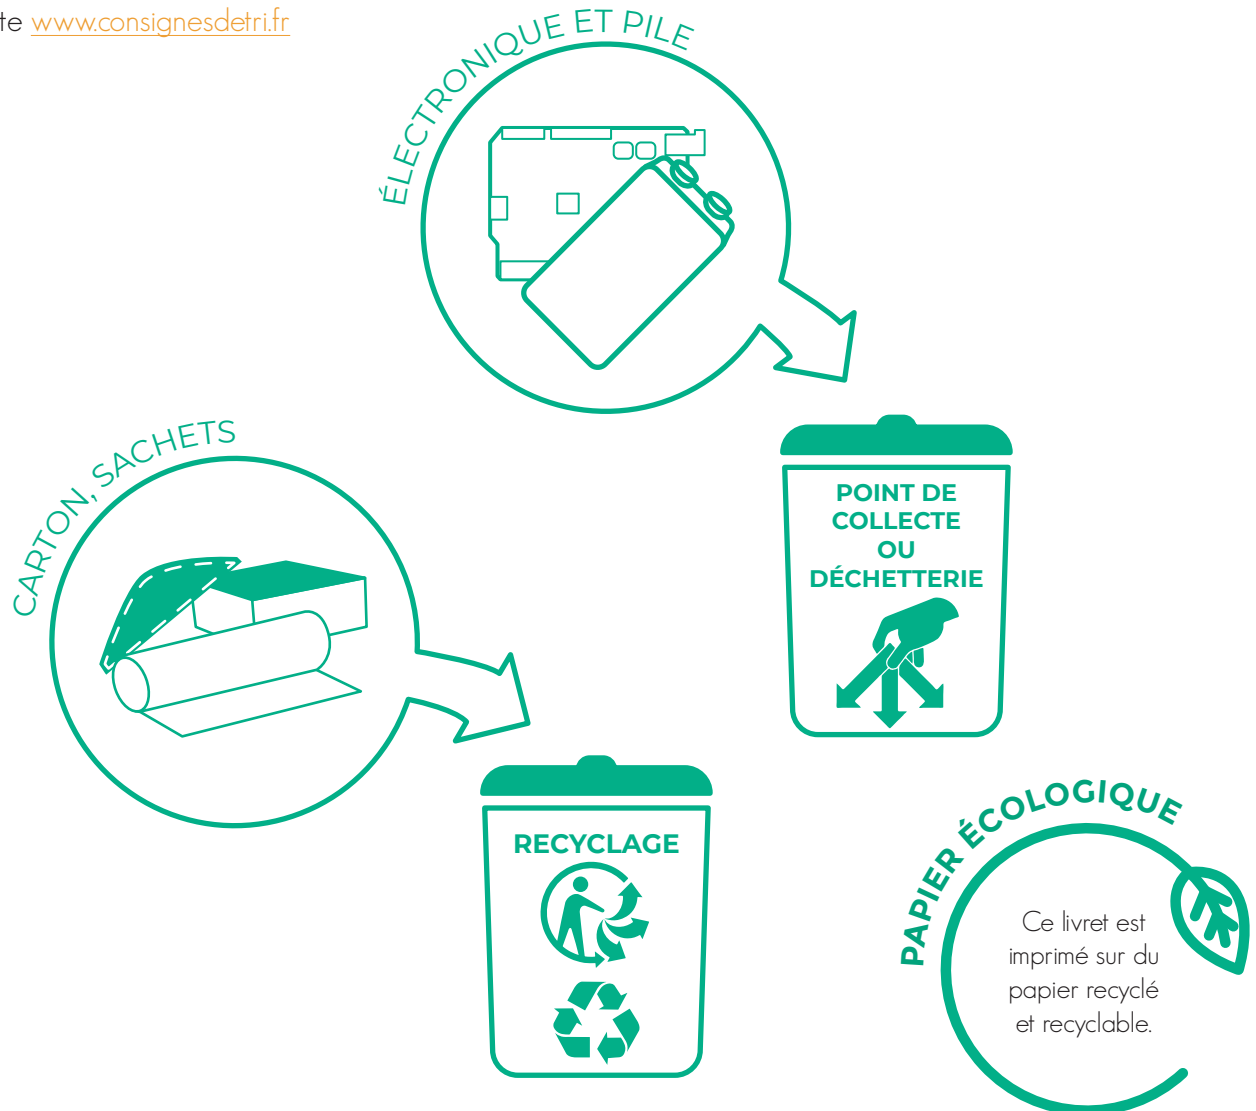 te www.consignesdetri.fr
ÉLECTRONIQUE ET PILE
CARTON, SACHETS
POINT DE
COLLECTE
OU
DÉCHETTERIE
RECYCLAGE
PAPIER ÉCOLOGIQUE
Ce livret est
imprimé sur du
papier recyclé
et recyclable.